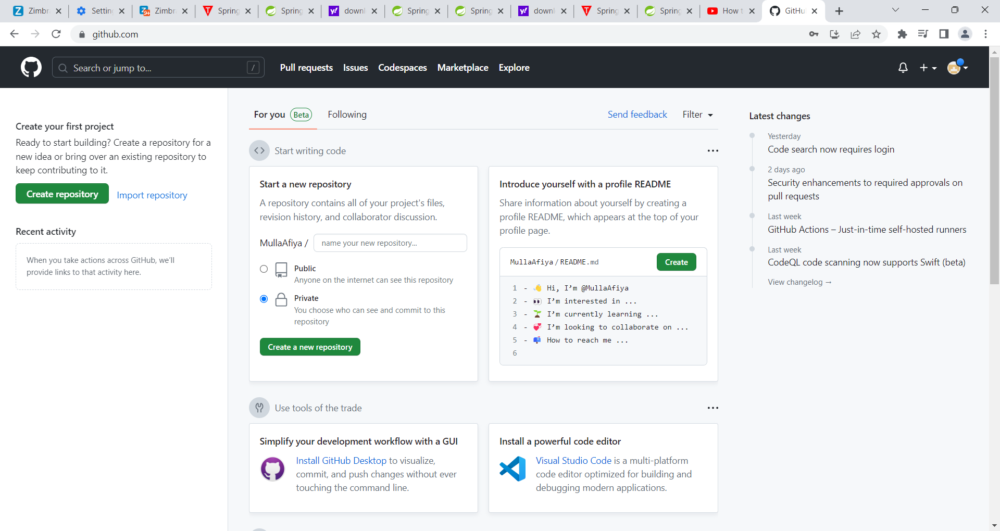 Zimbr
Settin
Zimbr
Spring
Spring
downl
Spring
Spring
downl
Spring
Spring
How t
GitHu
github.com
Search or jump to...
/
Pull requests
Issues
Codespaces
Marketplace
Explore
Create your first project
Ready to start building? Create a repository for a
new idea or bring over an existing repository to
keep contributing to it.
Create repository
Import repository
Recent activity
When you take actions across GitHub, we'll
provide links to that activity here.
For you Beta
Following
Send feedback
Filter
Start writing code
Start a new repository
A repository contains all of your project's files,
revision history, and collaborator discussion.
MullaAfiya /
name your new repository...
Public
Anyone on the internet can see this repository
Private
You choose who can see and commit to this
repository
Create a new repository
Introduce yourself with a profile README
Share information about yourself by creating a
profile README, which appears at the top of your
profile page.
MullaAfiya / README.md
Create
1 - 👋 Hi, I’m @MullaAfiya
2 - 👀 I’m interested in ...
3 - 🌱 I’m currently learning ...
4 - 💞️ I’m looking to collaborate on ...
5 - 📫 How to reach me ...
6
Use tools of the trade
Simplify your development workflow with a GUI
Install GitHub Desktop to visualize,
commit, and push changes without ever
touching the command line.
Install a powerful code editor
Visual Studio Code is a multi-platform
code editor optimized for building and
debugging modern applications.
Latest changes
Yesterday
Code search now requires login
2 days ago
Security enhancements to required approvals on
pull requests
Last week
GitHub Actions – Just-in-time self-hosted runners
Last week
CodeQL code scanning now supports Swift (beta)
View changelog →